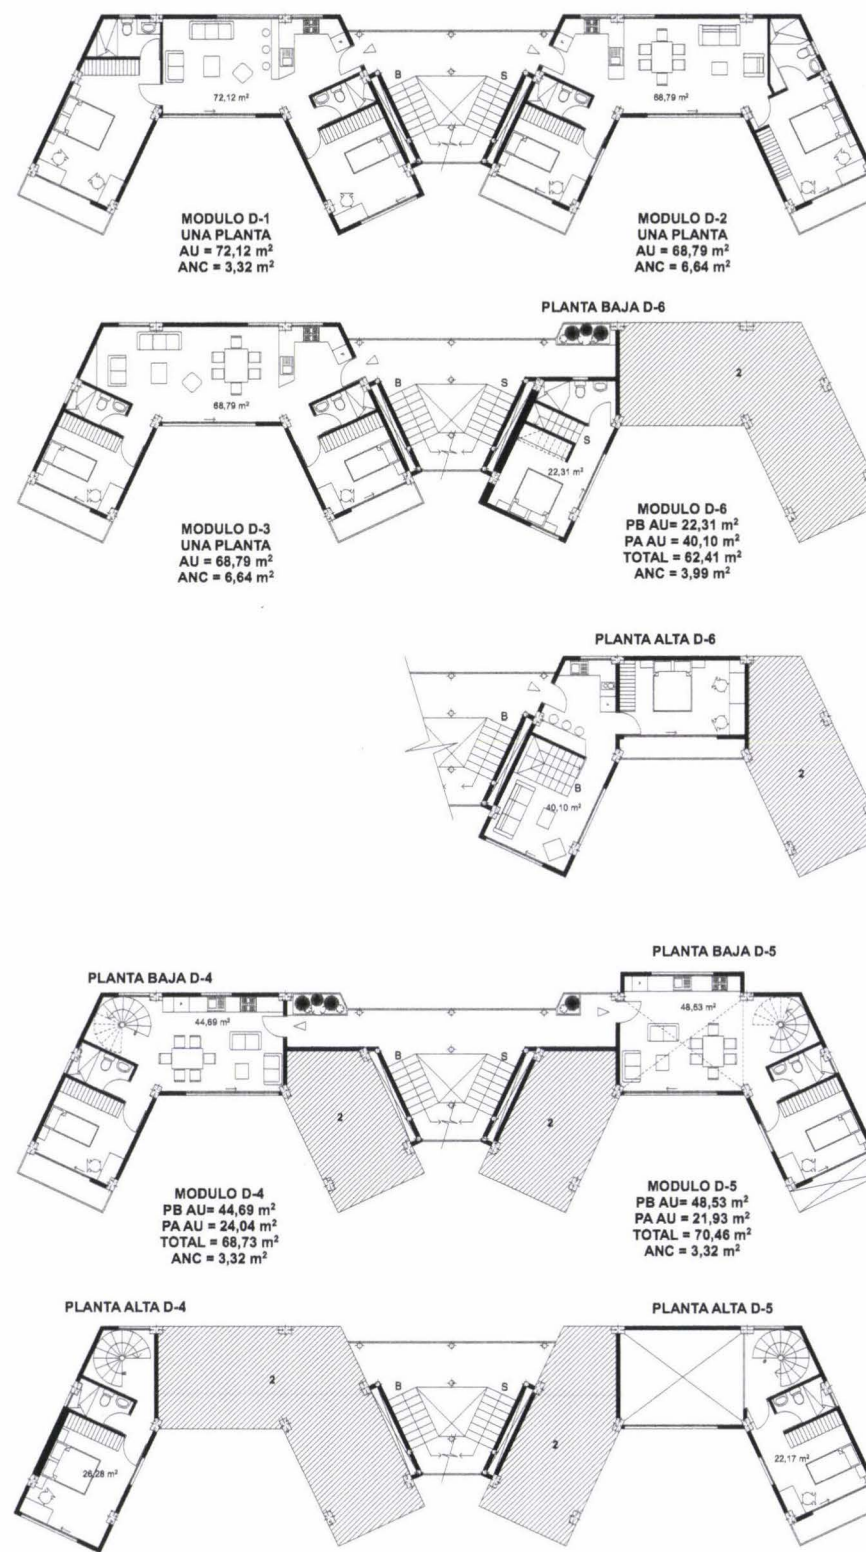 B
S
72,12 m²
68,79 m²
MODULO D-1
UNA PLANTA
AU = 72,12 m²
ANC = 3,32 m²
MODULO D-2
UNA PLANTA
AU = 68,79 m²
ANC = 6,64 m²
PLANTA BAJA D-6
2
B
S
68,79 m²
S
22,31 m²
MODULO D-3
UNA PLANTA
AU = 68,79 m²
ANC = 6,64 m²
MODULO D-6
PB AU= 22,31 m²
PA AU = 40,10 m²
TOTAL = 62,41 m²
ANC = 3,99 m²
PLANTA ALTA D-6
B
2
B
40,10 m²
PLANTA BAJA D-4
PLANTA BAJA D-5
44,69 m²
48,53 m²
B
S
2
2
MODULO D-4
PB AU= 44,69 m²
PA AU = 24,04 m²
TOTAL = 68,73 m²
ANC = 3,32 m²
MODULO D-5
PB AU= 48,53 m²
PA AU = 21,93 m²
TOTAL = 70,46 m²
ANC = 3,32 m²
PLANTA ALTA D-4
PLANTA ALTA D-5
2
B
S
2
26,28 m²
22,17 m²